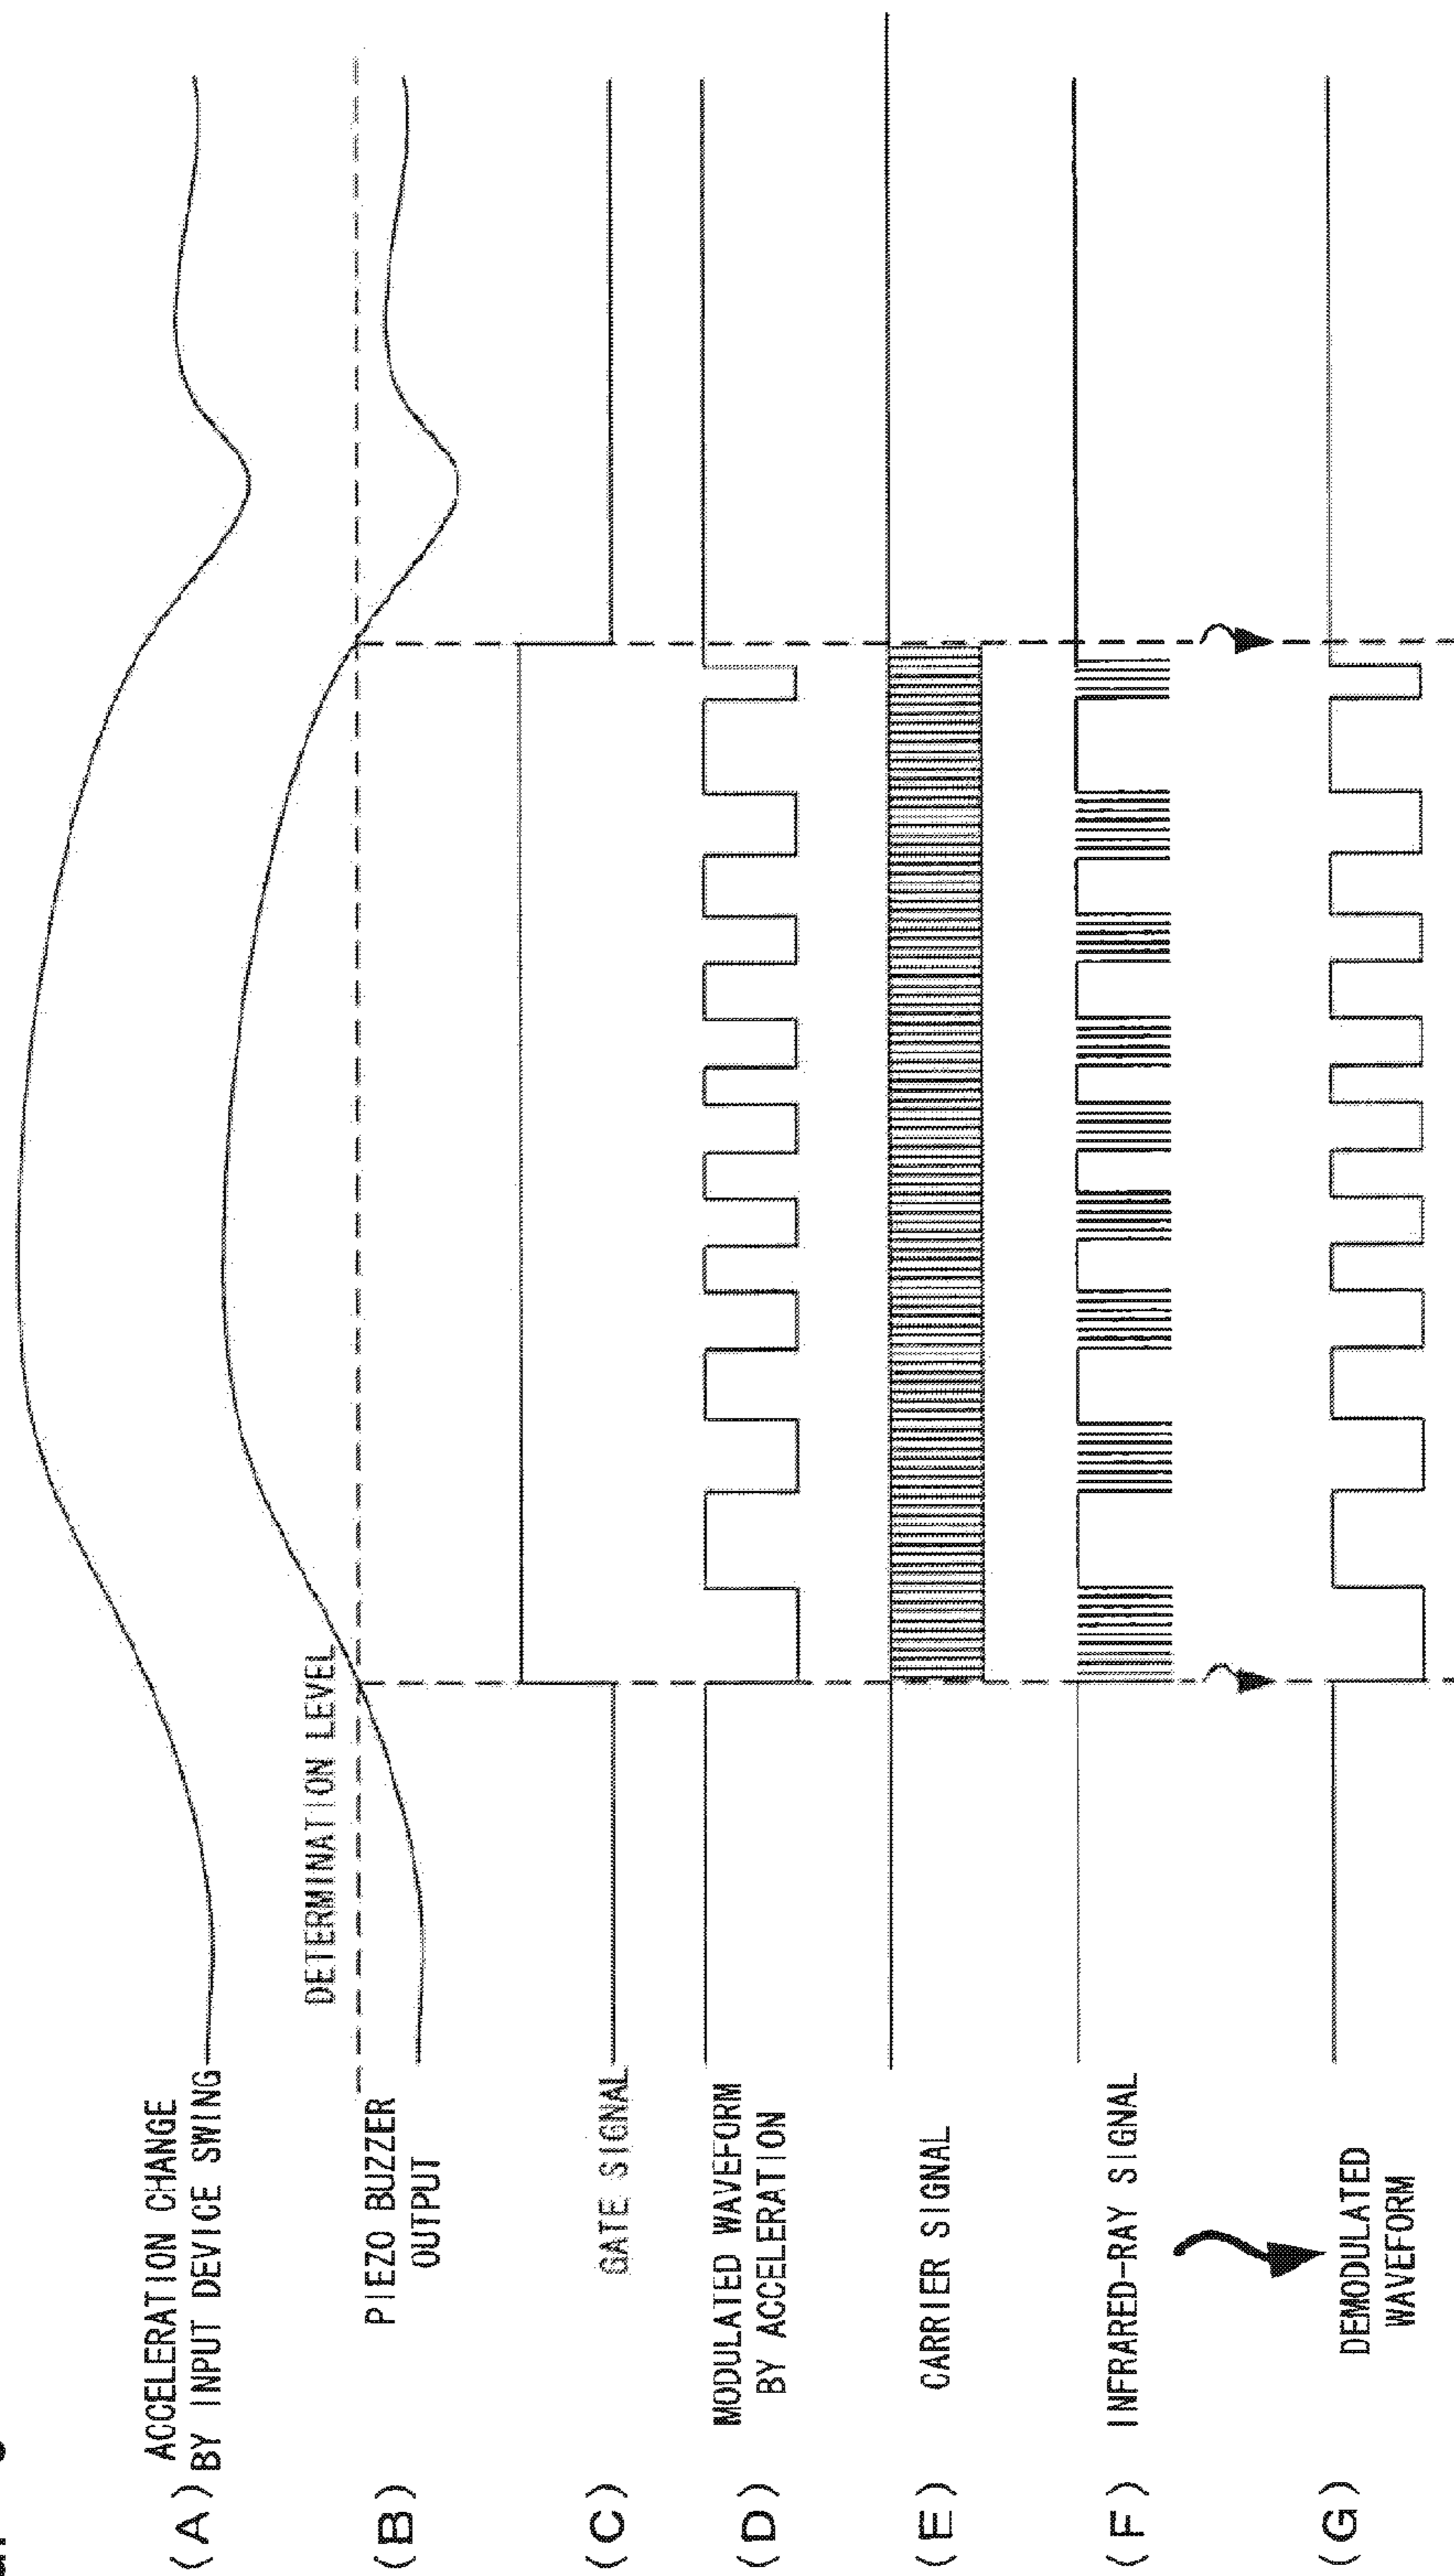 (A) ACCELERATION CHANGE
BY INPUT DEVICE SWING
DETERMINATION LEVEL
(B) PIEZO BUZZER
OUTPUT
(C) GATE SIGNAL
(D) MODULATED WAVEFORM
BY ACCELERATION
(E) CARRIER SIGNAL
(F) INFRARED-RAY SIGNAL
(G) DEMODULATED
WAVEFORM